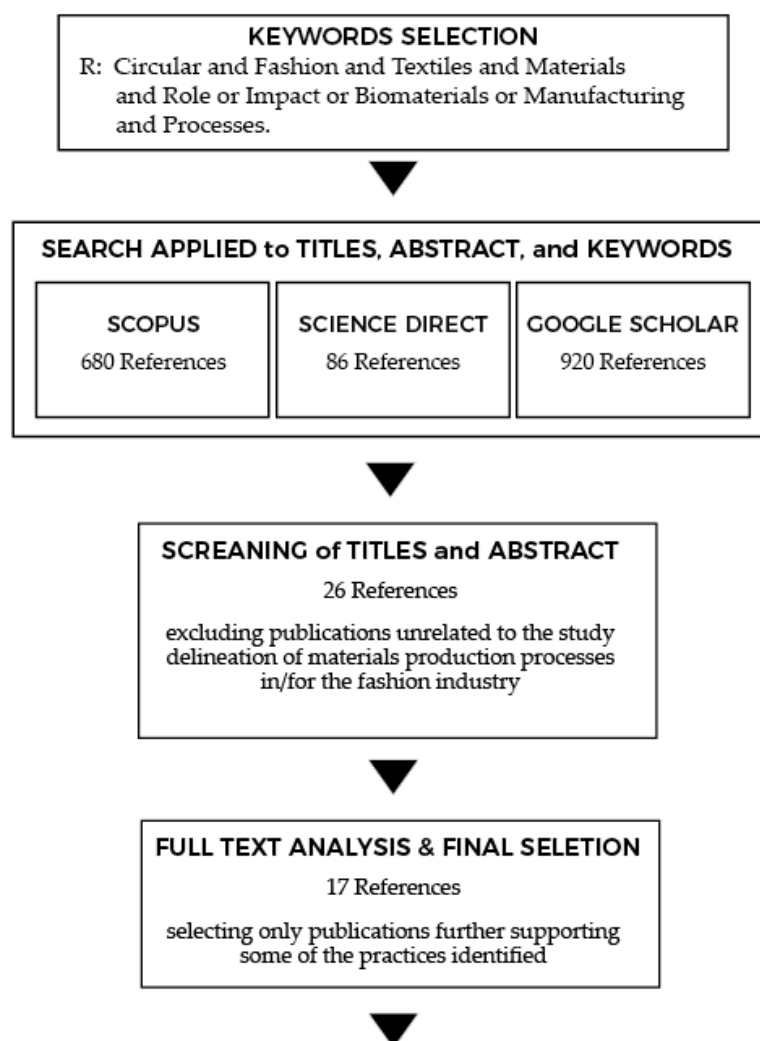 KEYWORDS SELECTION
R: Circular and Fashion and Textiles and Materials
and Role or Impact or Biomaterials or Manufacturing
and Processes.
SEARCH APPLIED to TITLES, ABSTRACT, and KEYWORDS
SCOPUS
680 References
SCIENCE DIRECT
86 References
GOOGLE SCHOLAR
920 References
SCREANING of TITLES and ABSTRACT
26 References
excluding publications unrelated to the study
delineation of materials production processes
in/for the fashion industry
FULL TEXT ANALYSIS & FINAL SELETION
17 References
selecting only publications further supporting
some of the practices identified